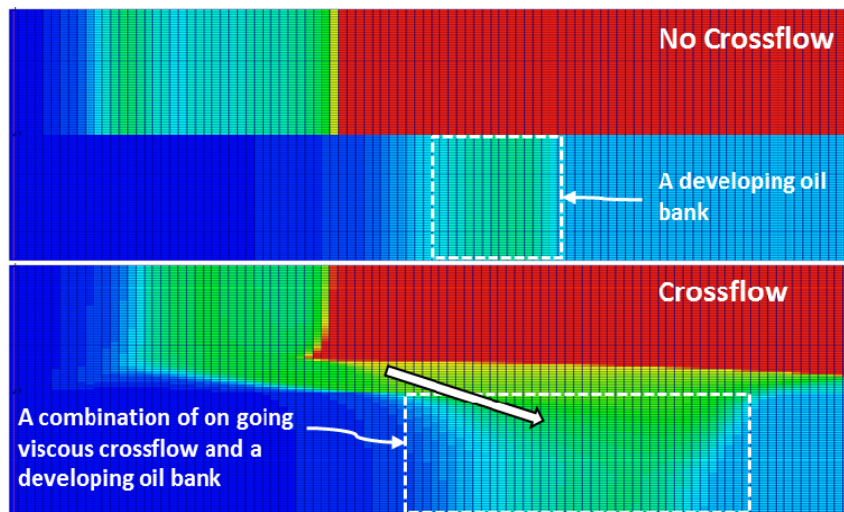 No Crossflow
A developing oil
bank
Crossflow
A combination of on going
viscous crossflow and a
developing oil bank